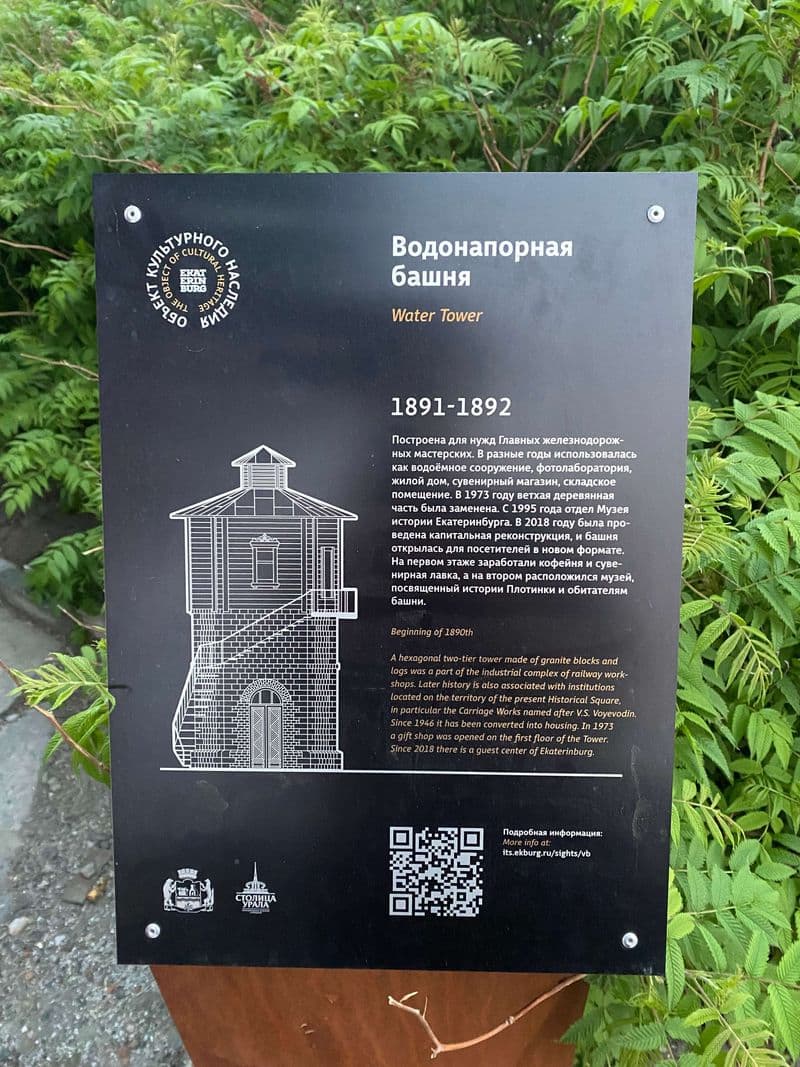 ОБЪЕКТ КУЛЬТУРНОГО НАСЛЕДИЯ
THE OBJECT OF CULTURAL HERITAGE
EKAT
ERIN
BURG
Водонапорная
башня
Water Tower
1891-1892
Построена для нужд Главных железнодорож-
ных мастерских. В разные годы использовалась
как водоёмное сооружение, фотолаборатория,
жилой дом, сувенирный магазин, складское
помещение. В 1973 году ветхая деревянная
часть была заменена. С 1995 года отдел Музея
истории Екатеринбурга. В 2018 году была про-
ведена капитальная реконструкция, и башня
открылась для посетителей в новом формате.
На первом этаже заработали кофейня и суве-
нирная лавка, а на втором расположился музей,
посвященный истории Плотинки и обитателям
башни.
Beginning of 1890th
A hexagonal two-tier tower made of granite blocks and
logs was a part of the industrial complex of railway work-
shops. Later history is also associated with institutions
located on the territory of the present Historical Square,
in particular the Carriage Works named after V.S. Voyevodin.
Since 1946 it has been converted into housing. In 1973
a gift shop was opened on the first floor of the Tower.
Since 2018 there is a guest center of Ekaterinburg.
Подробная информация:
More info at:
its.ekburg.ru/sights/vb
СТОЛИЦА
УРАЛА